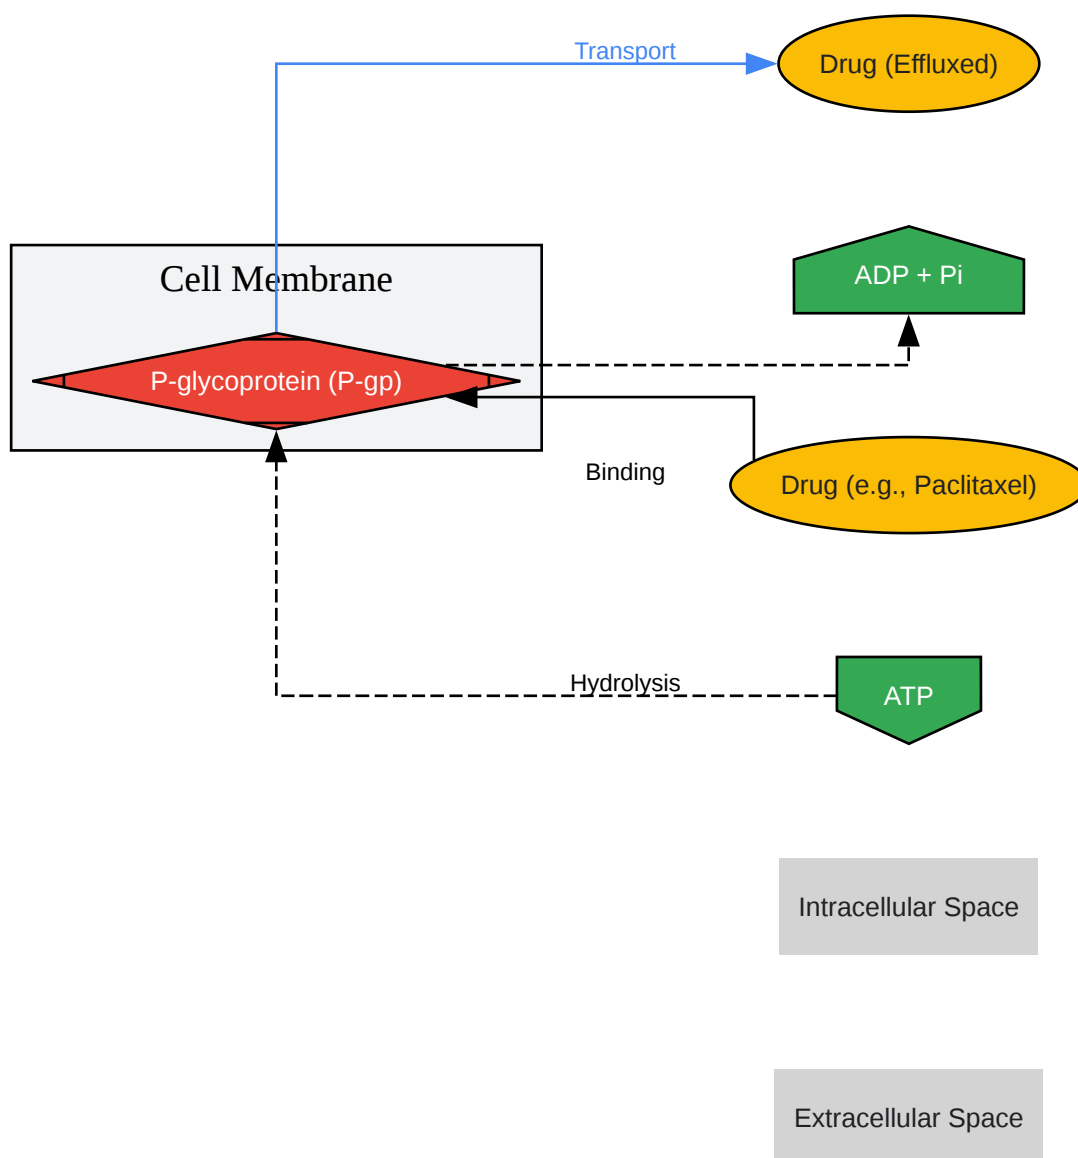 Transport
Drug (Effluxed)
Cell Membrane
ADP + Pi
P-glycoprotein (P-gp)
Binding
Drug (e.g., Paclitaxel)
Hydrolysis
ATP
Intracellular Space
Extracellular Space